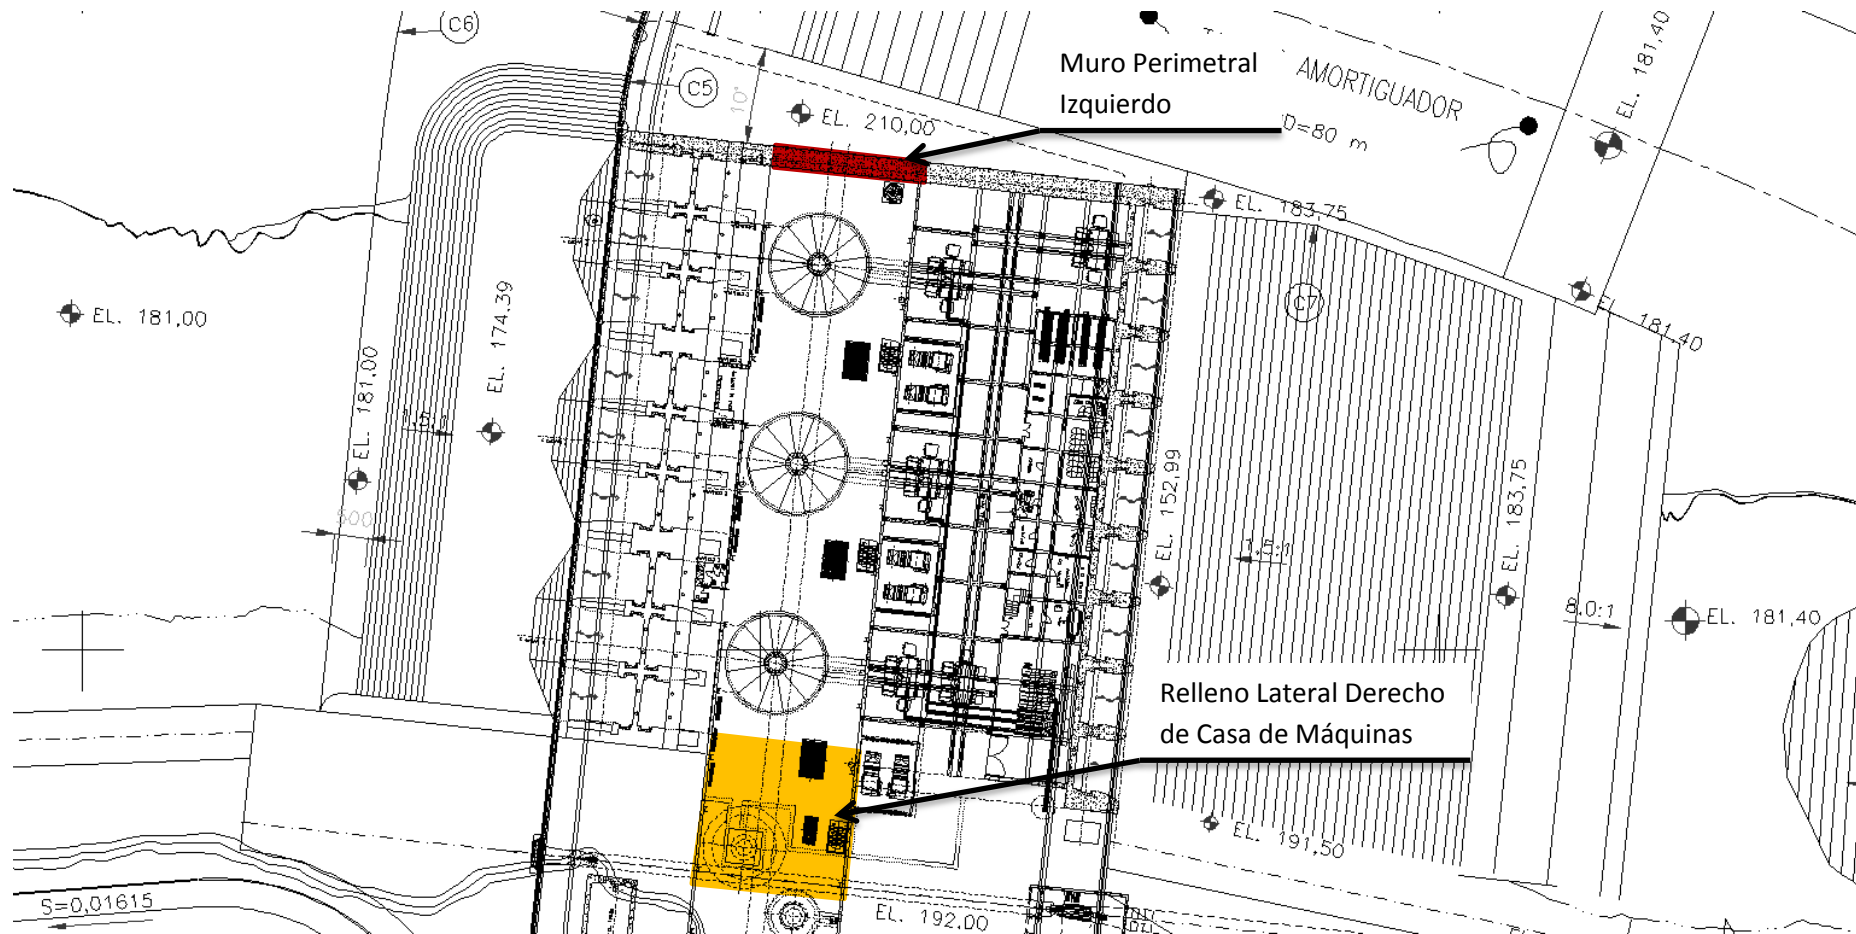 C6
C5
10°
EL. 210,00
Muro Perimetral
Izquierdo
AMORTIGUADOR
D=80 m
EL. 181,40
EL. 183,75
C7
EL. 181,40
EL. 181,00
EL. 174,39
EL. 181,00
1,5:1
500
EL. 152,99
1.5:1
EL. 183,75
8.0:1
EL. 181,40
Relleno Lateral Derecho
de Casa de Máquinas
EL. 191,50
EL. 192,00
S=0,01615